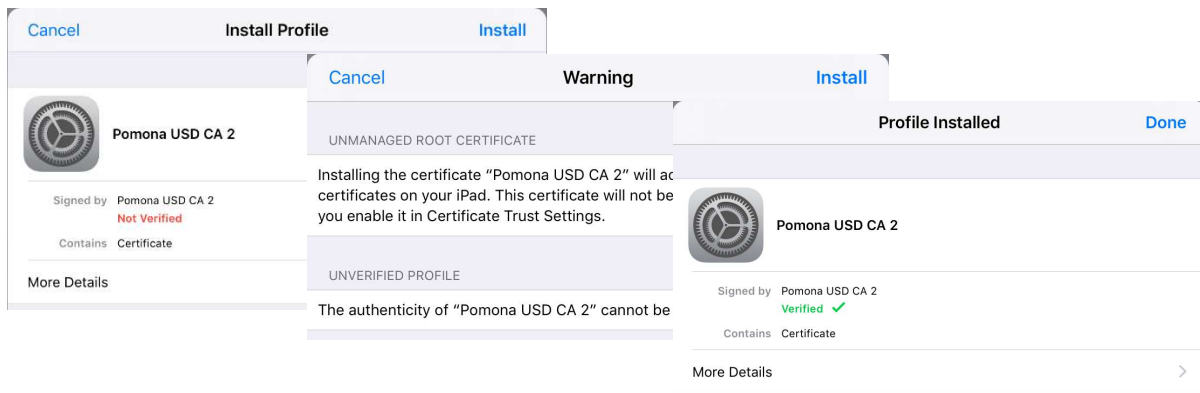 Cancel Install Profile Install
Pomona USD CA 2
Signed by Pomona USD CA 2
Not Verified
Contains Certificate
More Details
Cancel Warning Install
UNMANAGED ROOT CERTIFICATE
Installing the certificate “Pomona USD CA 2” will
certificates on your iPad. This certificate will not be
you enable it in Certificate Trust Settings.
UNVERIFIED PROFILE
The authenticity of “Pomona USD CA 2” cannot be
Profile Installed Done
Pomona USD CA 2
Signed by Pomona USD CA 2
Verified
Contains Certificate
More Details